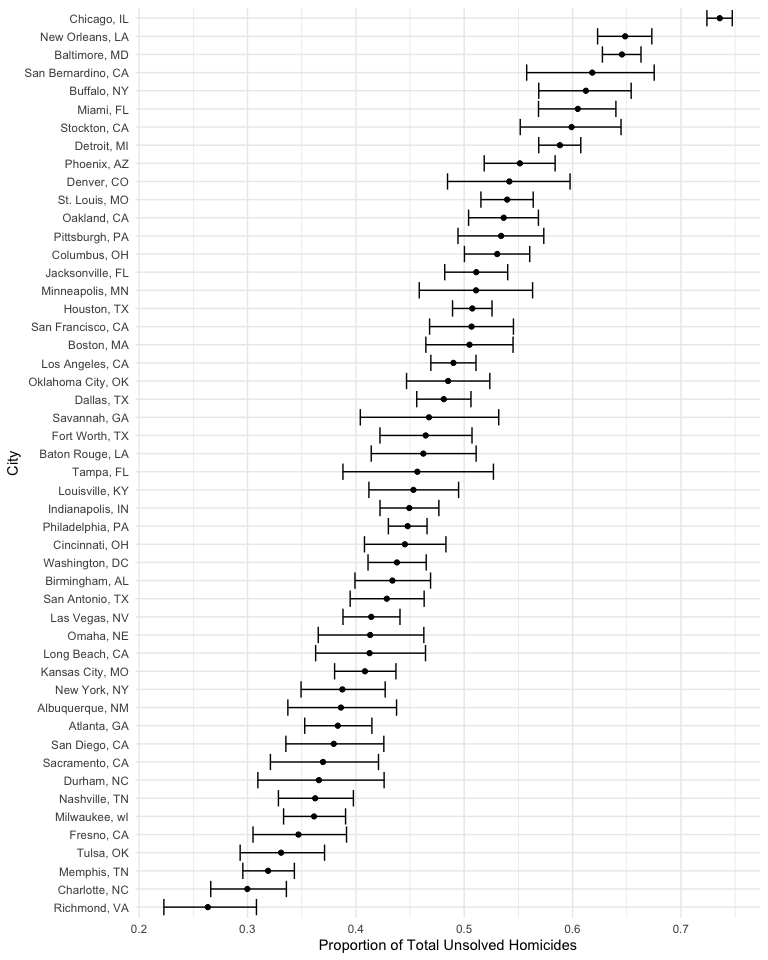 Chicago, IL
New Orleans, LA
Baltimore, MD
San Bernardino, CA
Buffalo, NY
Miami, FL
Stockton, CA
Detroit, MI
Phoenix, AZ
Denver, CO
St. Louis, MO
Oakland, CA
Pittsburgh, PA
Columbus, OH
Jacksonville, FL
Minneapolis, MN
Houston, TX
San Francisco, CA
Boston, MA
Los Angeles, CA
Oklahoma City, OK
Dallas, TX
Savannah, GA
Fort Worth, TX
Baton Rouge, LA
Tampa, FL
Louisville, KY
Indianapolis, IN
Philadelphia, PA
Cincinnati, OH
Washington, DC
Birmingham, AL
San Antonio, TX
Las Vegas, NV
Omaha, NE
Long Beach, CA
Kansas City, MO
New York, NY
Albuquerque, NM
Atlanta, GA
San Diego, CA
Sacramento, CA
Durham, NC
Nashville, TN
Milwaukee, wI
Fresno, CA
Tulsa, OK
Memphis, TN
Charlotte, NC
Richmond, VA
City
0.2 0.3 0.4 0.5 0.6 0.7
Proportion of Total Unsolved Homicides